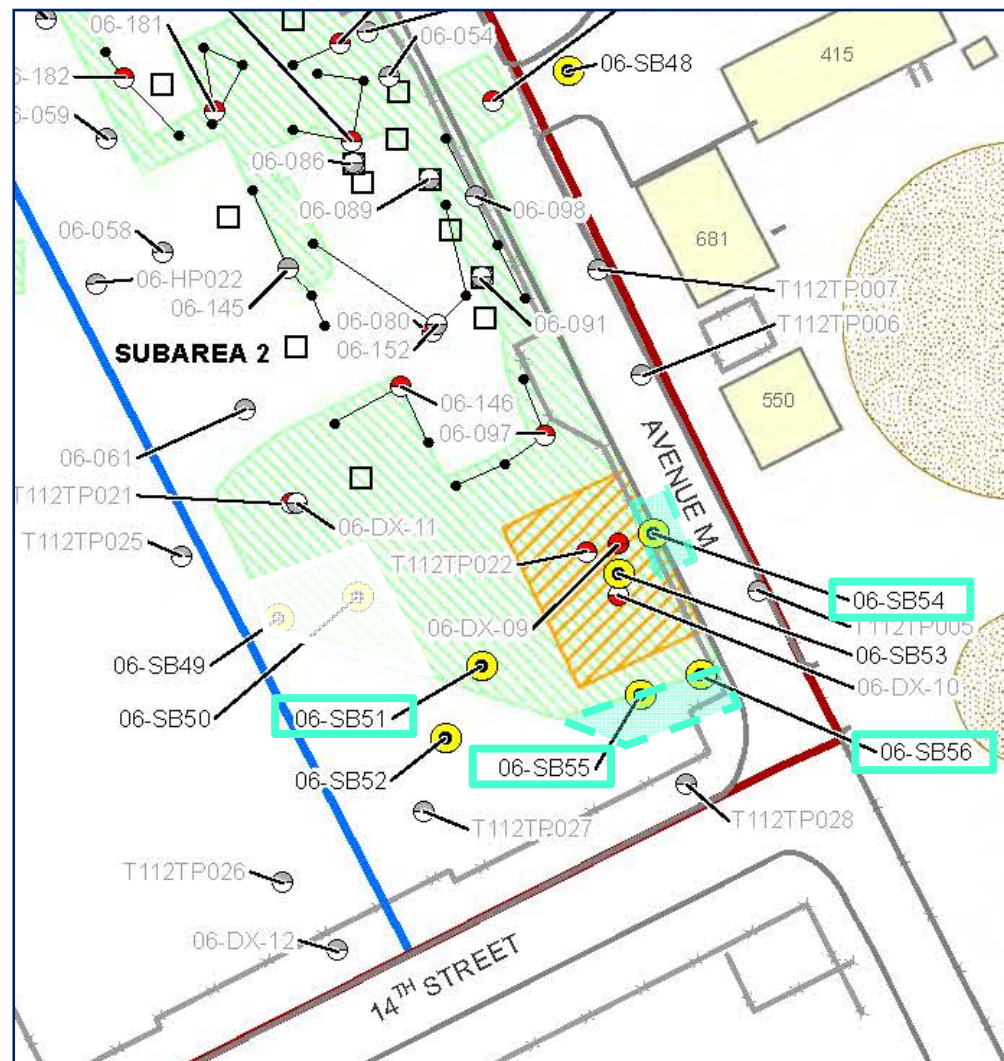 06-181
06-054
06-SB48
415
6-182
6-059
06-086
06-089
06-098
681
06-058
06-HP022
06-145
T112TP007
06-080
06-091
T112TP006
06-152
SUBAREA 2
06-146
550
06-097
06-061
AVENUE M
T112TP021
06-DX-11
T112TP025
T112TP022
06-SB54
06-DX-09
T112TP005
06-SB53
06-SB49
06-DX-10
06-SB50
06-SB51
06-SB56
06-SB55
06-SB52
T112TP027
T112TP028
T112TP026
06-DX-12
14TH STREET